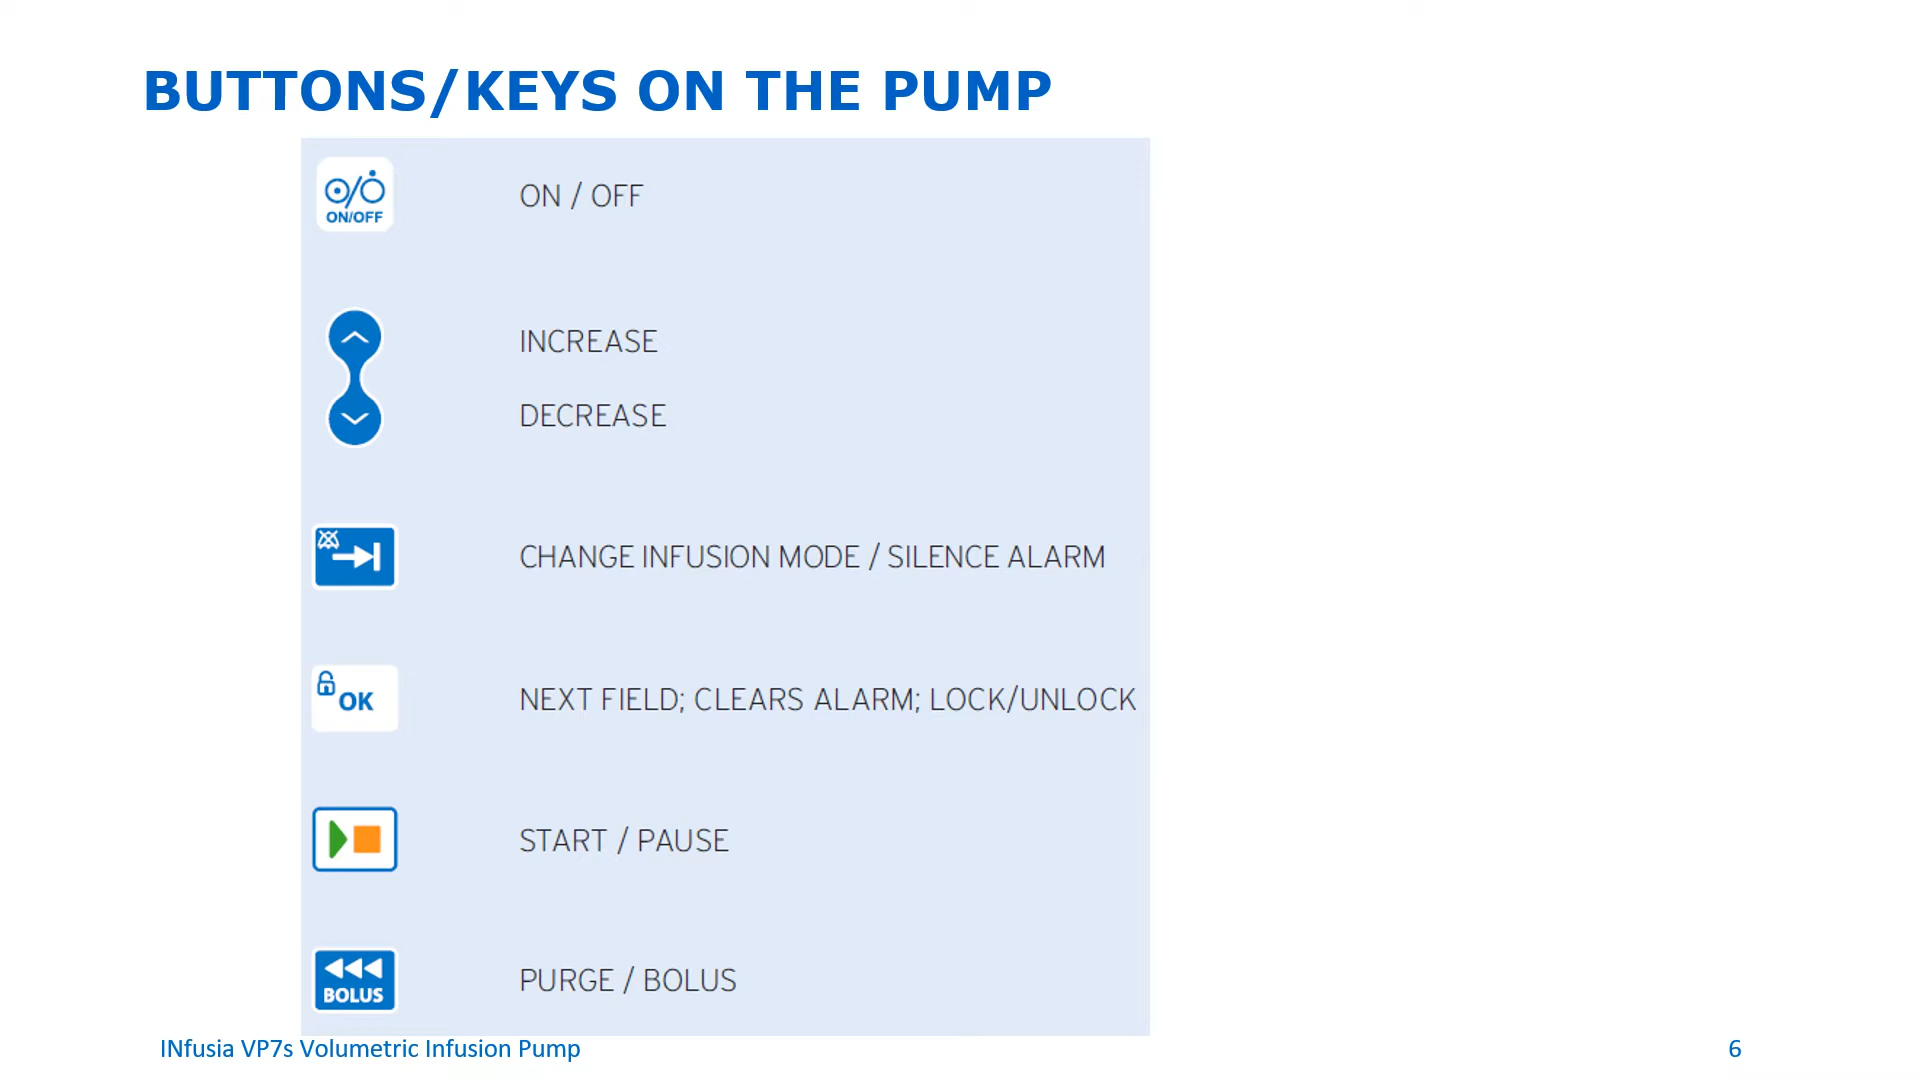 BUTTONS/KEYS ON THE PUMP
ON/OFF
ON / OFF
INCREASE
DECREASE
CHANGE INFUSION MODE / SILENCE ALARM
OK
NEXT FIELD; CLEARS ALARM; LOCK/UNLOCK
START / PAUSE
BOLUS
PURGE / BOLUS
INfusia VP7s Volumetric Infusion Pump
6